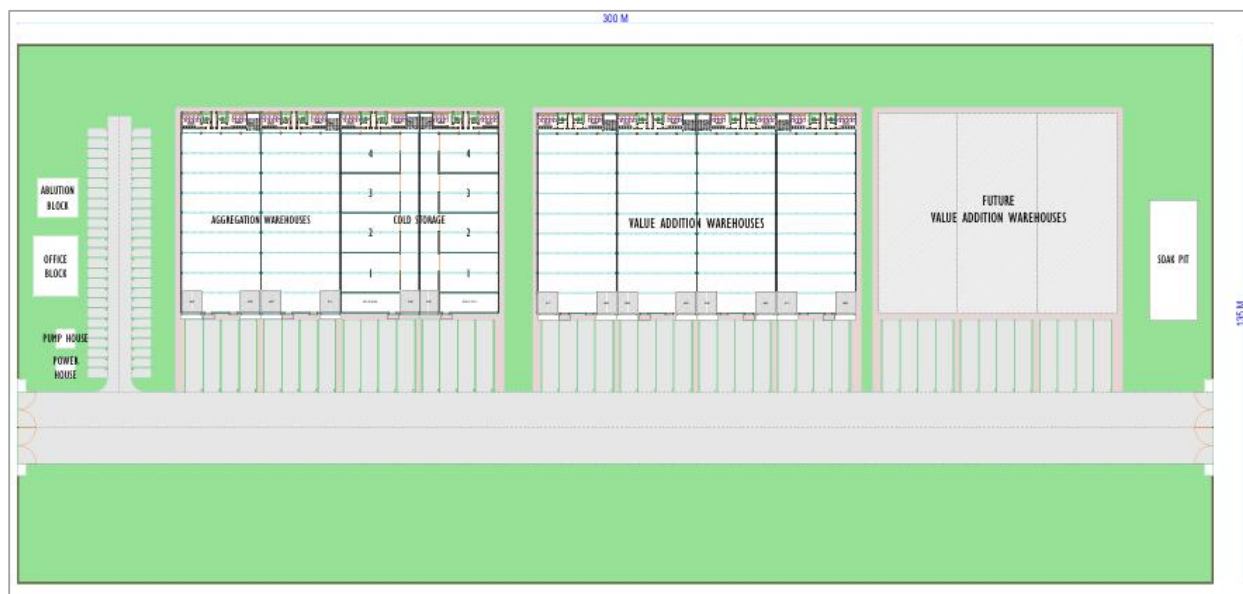 300 M
135 M
ABLUTION
BLOCK
OFFICE
BLOCK
PUMP HOUSE
POWER
HOUSE
AGGREGATION WAREHOUSES
COLD STORAGE
4
3
2
1
4
3
2
1
VALUE ADDITION WAREHOUSES
FUTURE
VALUE ADDITION WAREHOUSES
SOAK PIT